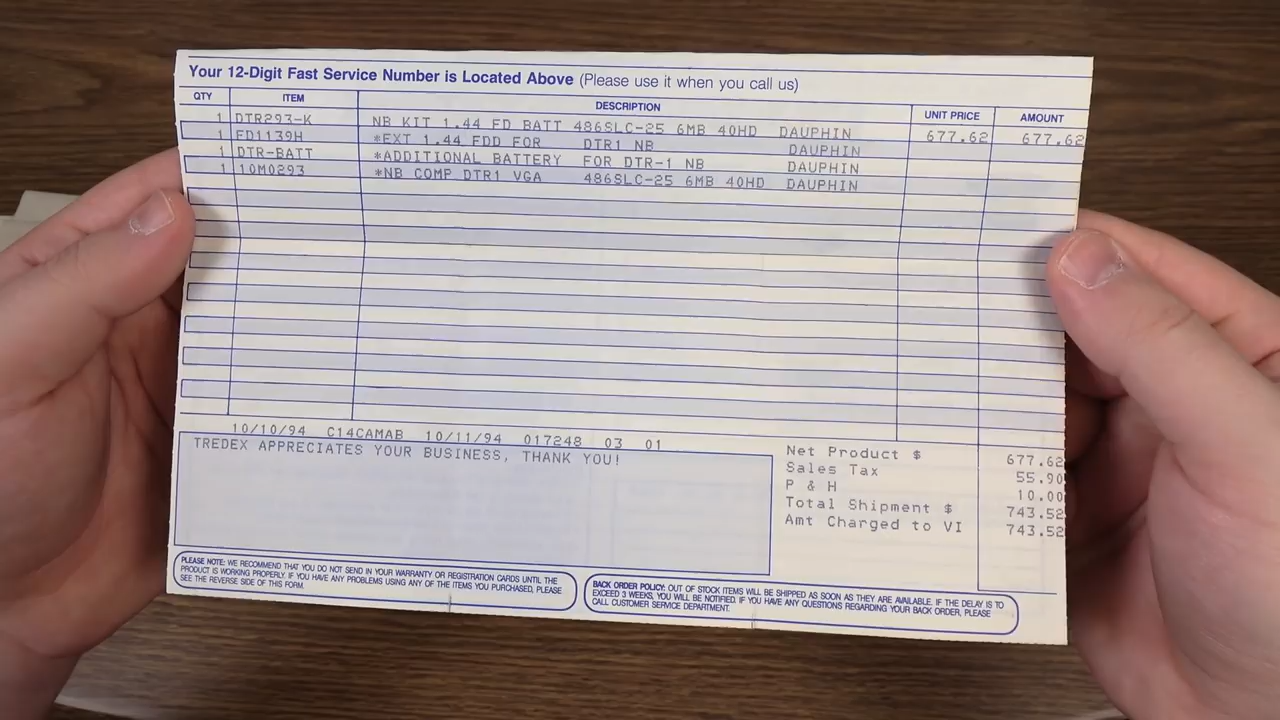 Your 12-Digit Fast Service Number is Located Above (Please use it when you call us)
QTY ITEM DESCRIPTION UNIT PRICE AMOUNT
1 DTR293-K NB KIT 1.44 FD BATT 486SLC-25 6MB 40HD DAUPHIN 677.62 677.62
1 FD1139H *EXT 1.44 FDD FOR DTR1 NB DAUPHIN
1 DTR-BATT *ADDITIONAL BATTERY FOR DTR-1 NB DAUPHIN
1 10M0293 *NB COMP DTR1 VGA 486SLC-25 6MB 40HD DAUPHIN
10/10/94 C14CAMAB 10/11/94 017248 03 01
TREDEX APPRECIATES YOUR BUSINESS, THANK YOU!
Net Product $ 677.62
Sales Tax 55.90
P & H 10.00
Total Shipment $ 743.52
Amt Charged to VI 743.52
PLEASE NOTE: WE RECOMMEND THAT YOU DO NOT SEND IN YOUR WARRANTY OR REGISTRATION CARDS UNTIL THE
PRODUCT IS WORKING PROPERLY. IF YOU HAVE ANY PROBLEMS USING ANY OF THE ITEMS YOU PURCHASED, PLEASE
SEE THE REVERSE SIDE OF THIS FORM.
BACK ORDER POLICY: OUT OF STOCK ITEMS WILL BE SHIPPED AS SOON AS THEY ARE AVAILABLE. IF THE DELAY IS TO
EXCEED 3 WEEKS, YOU WILL BE NOTIFIED. IF YOU HAVE ANY QUESTIONS REGARDING YOUR BACK ORDER, PLEASE
CALL CUSTOMER SERVICE DEPARTMENT.